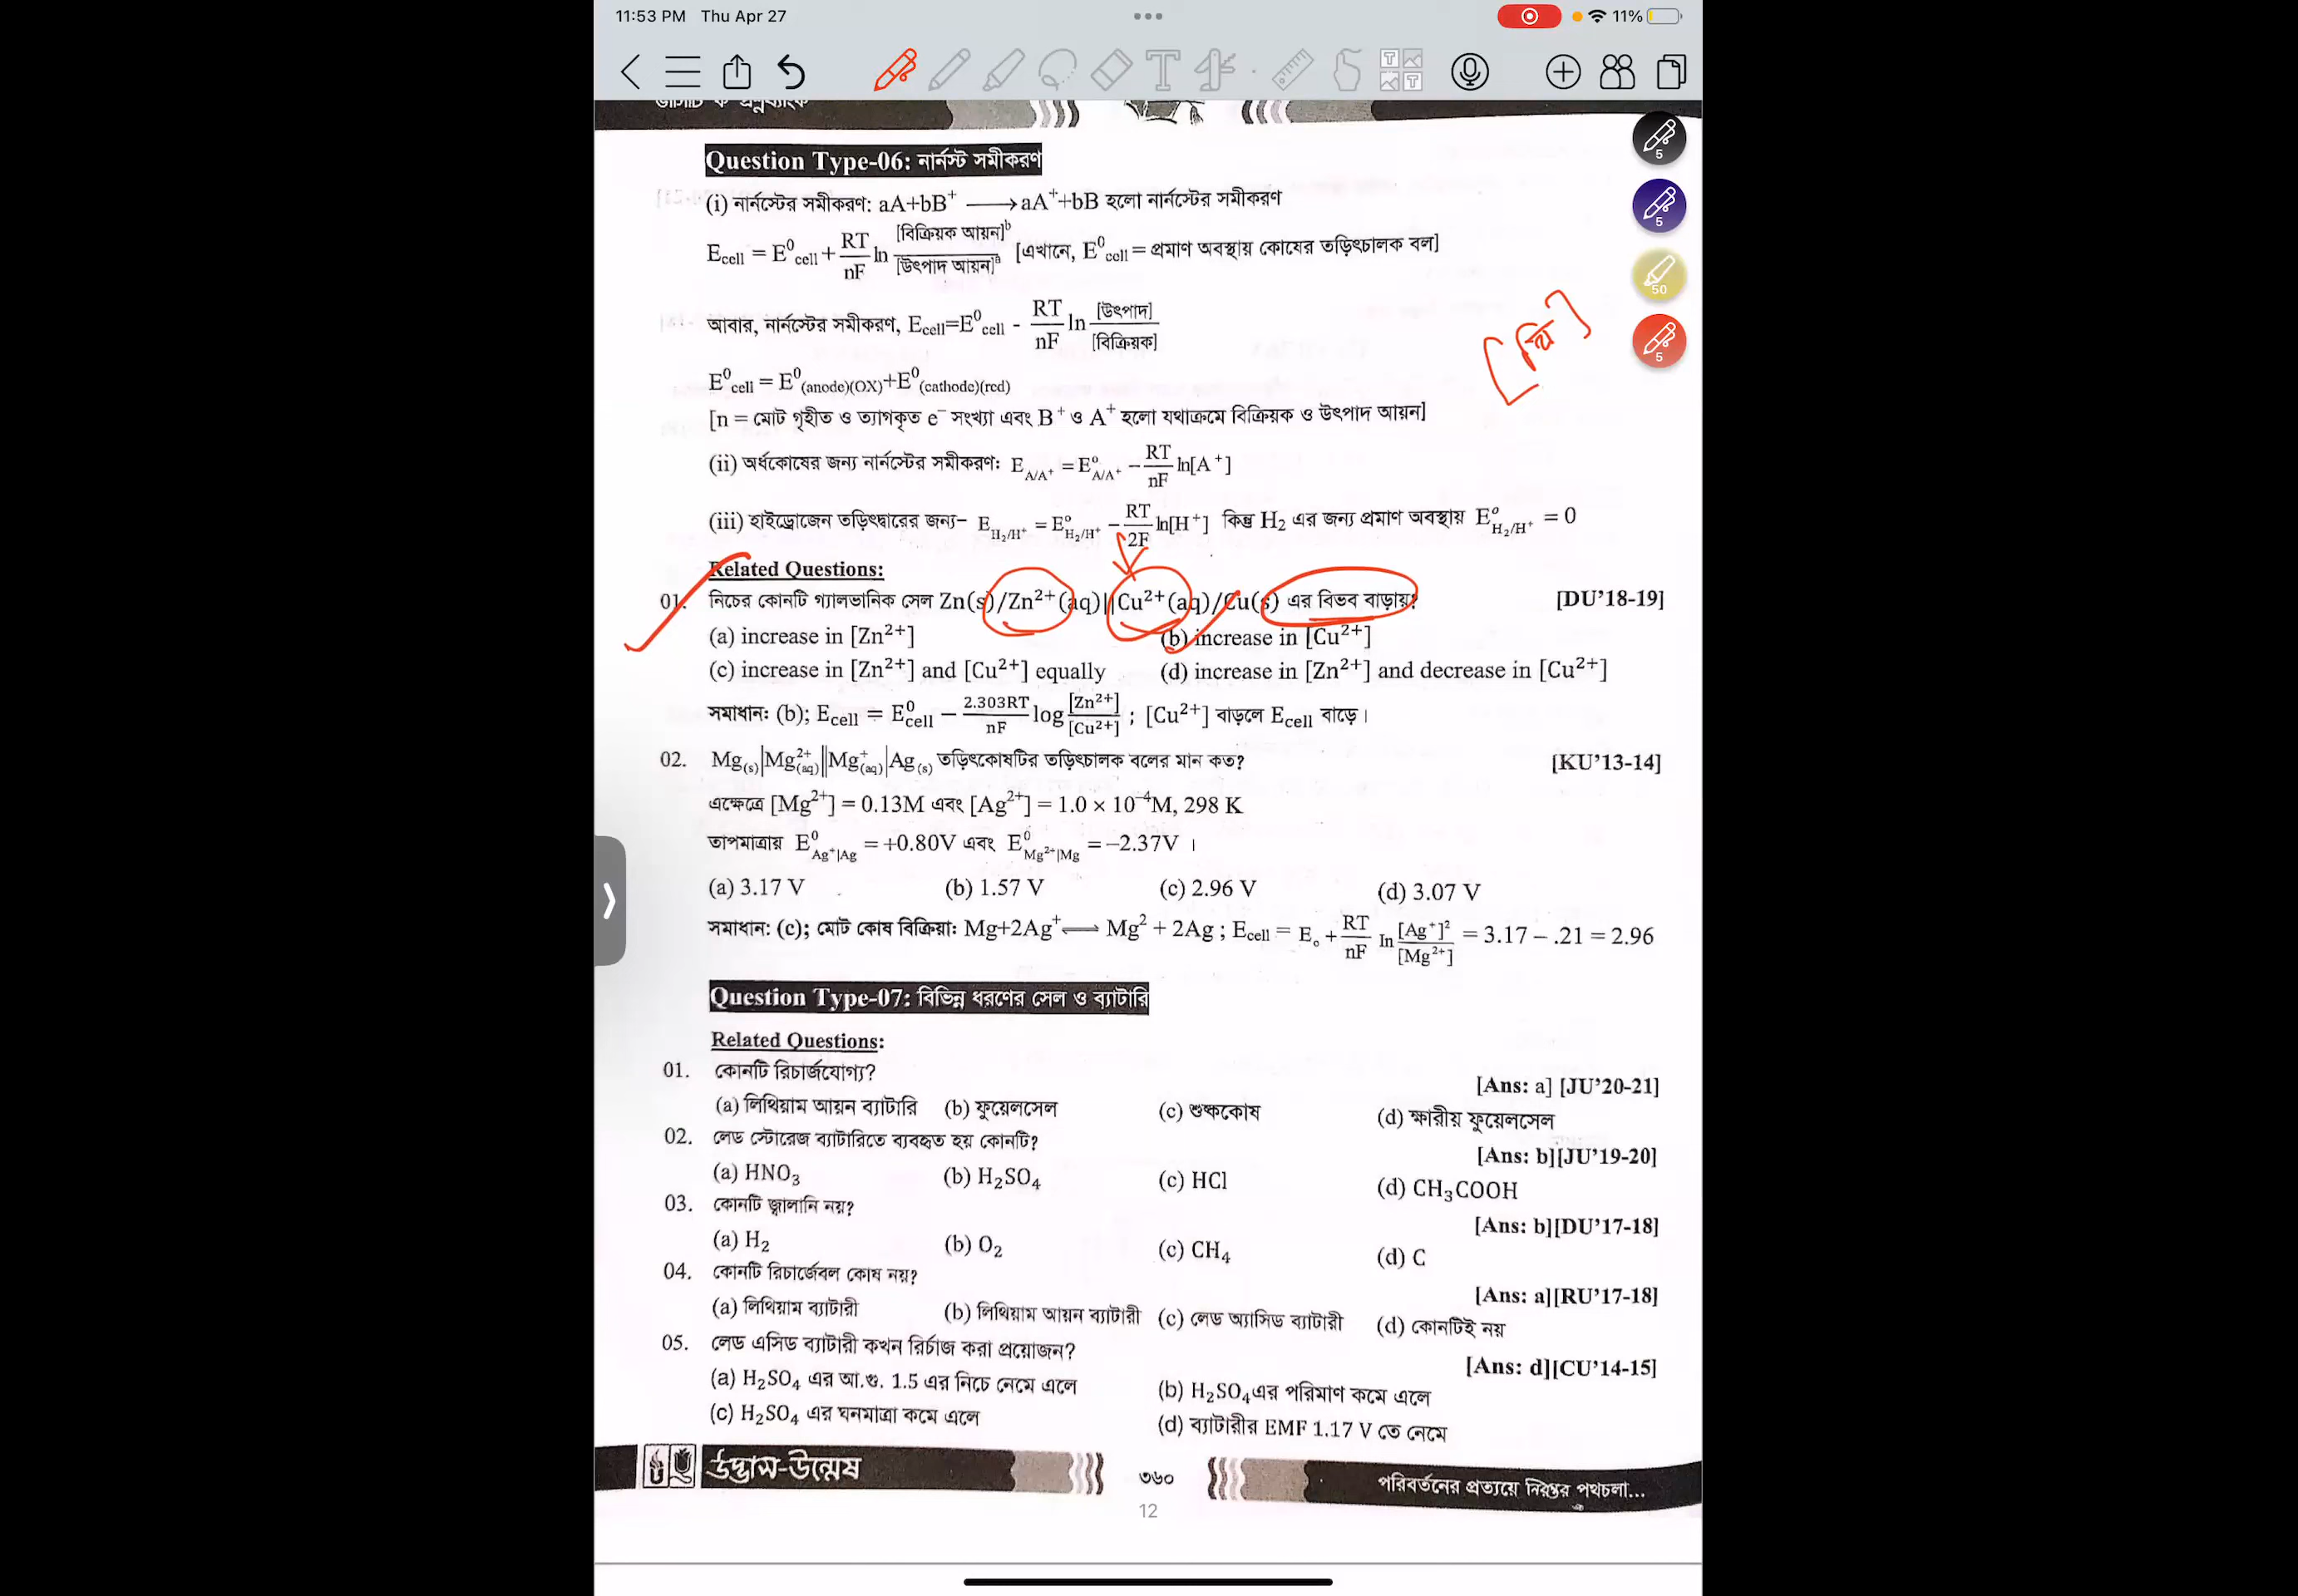 11:53 PM Thu Apr 27
11%
Question Type-06: নার্নস্ট সমীকরণ
(i) নার্নস্টের সমীকরণ: aA+bB⁺ ⟶ aA⁺+bB হলো নার্নস্টের সমীকরণ
E_cell = E⁰_cell + RT/nF ln [বিক্রিয়ক আয়ন]ᵇ/[উৎপাদ আয়ন]ᵃ [এখানে, E⁰_cell = প্রমাণ অবস্থায় কোষের তড়িৎচালক বল]
আবার, নার্নস্টের সমীকরণ, E_cell=E⁰_cell - RT/nF ln [উৎপাদ]/[বিক্রিয়ক]
[বি]
E⁰_cell = E⁰_(anode)(OX)+E⁰_(cathode)(red)
[n = মোট গৃহীত ও ত্যাগকৃত e⁻ সংখ্যা এবং B⁺ ও A⁺ হলো যথাক্রমে বিক্রিয়ক ও উৎপাদ আয়ন]
(ii) অর্ধকোষের জন্য নার্নস্টের সমীকরণঃ E_A/A⁺ = E°_A/A⁺ − RT/nF ln[A⁺]
(iii) হাইড্রোজেন তড়িৎদ্বারের জন্য– E_H₂/H⁺ = E°_H₂/H⁺ − RT/2F ln[H⁺] কিন্তু H₂ এর জন্য প্রমাণ অবস্থায় E°_H₂/H⁺ = 0
Related Questions:
01. নিচের কোনটি গ্যালভানিক সেল Zn(s)/Zn²⁺(aq)||Cu²⁺(aq)/Cu(s) এর বিভব বাড়ায়? [DU’18-19]
(a) increase in [Zn²⁺] (b) increase in [Cu²⁺]
(c) increase in [Zn²⁺] and [Cu²⁺] equally (d) increase in [Zn²⁺] and decrease in [Cu²⁺]
সমাধানঃ (b); E_cell = E⁰_cell − 2.303RT/nF log [Zn²⁺]/[Cu²⁺] ; [Cu²⁺] বাড়লে E_cell বাড়ে।
02. Mg₍s₎|Mg²⁺₍aq₎||Mg⁺₍aq₎|Ag₍s₎ তড়িৎকোষটির তড়িৎচালক বলের মান কত? [KU’13-14]
এক্ষেত্রে [Mg²⁺] = 0.13M এবং [Ag²⁺] = 1.0 × 10⁻⁴M, 298 K
তাপমাত্রায় E⁰_Ag⁺|Ag = +0.80V এবং E⁰_Mg²⁺|Mg = −2.37V ।
(a) 3.17 V (b) 1.57 V (c) 2.96 V (d) 3.07 V
সমাধান: (c); মোট কোষ বিক্রিয়াঃ Mg+2Ag⁺ ⇌ Mg² + 2Ag ; E_cell = E₀ + RT/nF In [Ag⁺]²/[Mg²⁺] = 3.17 – .21 = 2.96
Question Type-07: বিভিন্ন ধরণের সেল ও ব্যাটারি
Related Questions:
01. কোনটি রিচার্জযোগ্য? [Ans: a] [JU’20-21]
(a) লিথিয়াম আয়ন ব্যাটারি (b) ফুয়েলসেল (c) শুষ্ককোষ (d) ক্ষারীয় ফুয়েলসেল
02. লেড স্টোরেজ ব্যাটারিতে ব্যবহৃত হয় কোনটি? [Ans: b][JU’19-20]
(a) HNO₃ (b) H₂SO₄ (c) HCl (d) CH₃COOH
03. কোনটি জ্বালানি নয়? [Ans: b][DU’17-18]
(a) H₂ (b) O₂ (c) CH₄ (d) C
04. কোনটি রিচার্জেবল কোষ নয়? [Ans: a][RU’17-18]
(a) লিথিয়াম ব্যাটারী (b) লিথিয়াম আয়ন ব্যাটারী (c) লেড অ্যাসিড ব্যাটারী (d) কোনটিই নয়
05. লেড এসিড ব্যাটারী কখন রির্চাজ করা প্রয়োজন? [Ans: d][CU’14-15]
(a) H₂SO₄ এর আ.গু. 1.5 এর নিচে নেমে এলে (b) H₂SO₄এর পরিমাণ কমে এলে
(c) H₂SO₄ এর ঘনমাত্রা কমে এলে (d) ব্যাটারীর EMF 1.17 V তে নেমে
উদ্ভাস-উন্মেষ ৩৬০ পরিবর্তনের প্রত্যয়ে নিরন্তর পথচলা...
12